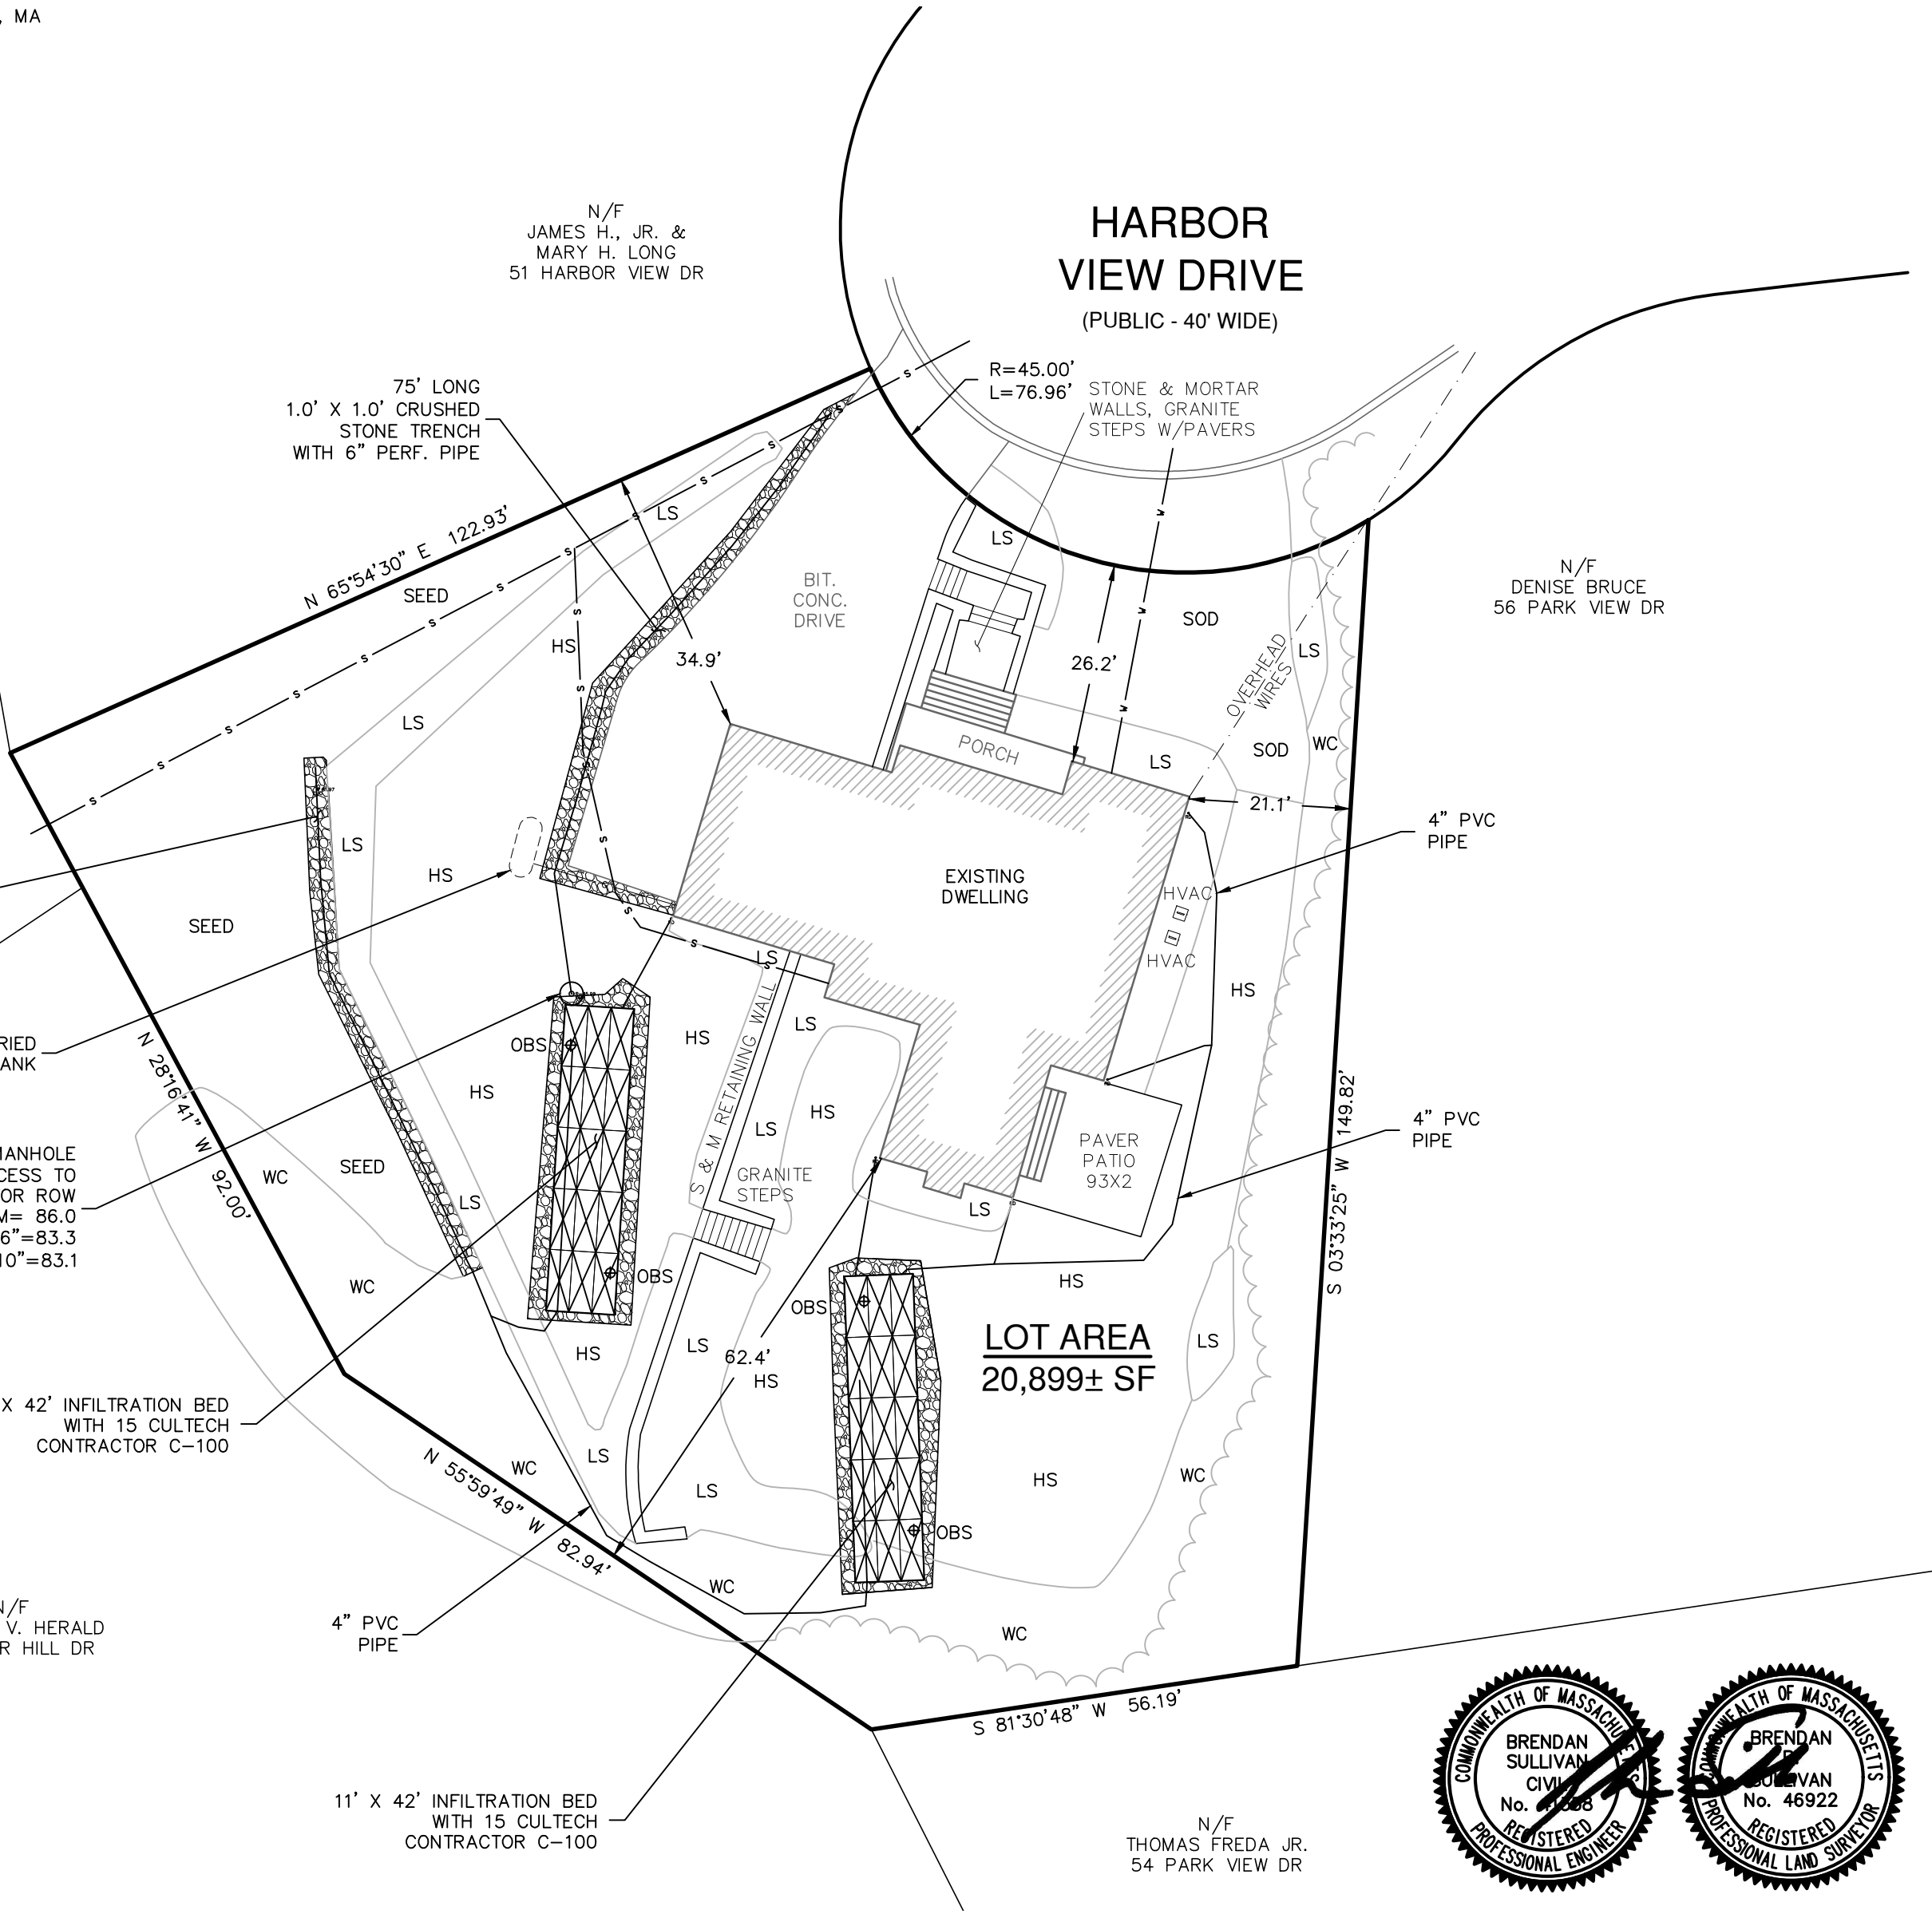 , MA
N/F
JAMES H., JR. &
MARY H. LONG
51 HARBOR VIEW DR
HARBOR
VIEW DRIVE
(PUBLIC - 40' WIDE)
R=45.00'
L=76.96'
STONE & MORTAR
WALLS, GRANITE
STEPS W/PAVERS
75' LONG
1.0' X 1.0' CRUSHED
STONE TRENCH
WITH 6" PERF. PIPE
N 65°54'30" E 122.93'
SEED
LS
HS
BIT.
CONC.
DRIVE
LS
SOD
N/F
DENISE BRUCE
56 PARK VIEW DR
34.9'
26.2'
OVERHEAD
WIRES
LS
LS
PORCH
LS
SOD
WC
21.1'
4" PVC
PIPE
LS
HS
EXISTING
DWELLING
HVAC
HVAC
SEED
LS
HS
OBS
HS
S & M RETAINING WALL
LS
HS
LS
HS
RIED
ANK
N 28°16'41" W 92.00'
MANHOLE
CESS TO
OR ROW
M= 86.0
6"=83.3
10"=83.1
WC
SEED
LS
WC
GRANITE
STEPS
PAVER
PATIO
93X2
LS
4" PVC
PIPE
S 03°33'25" W 149.82'
OBS
OBS
HS
HS
LS
62.4'
HS
LOT AREA
20,899± SF
LS
X 42' INFILTRATION BED
WITH 15 CULTECH
CONTRACTOR C-100
N 55°59'49" W 82.94'
WC
LS
LS
HS
WC
OBS
WC
WC
N/F
V. HERALD
R HILL DR
4" PVC
PIPE
S 81°30'48" W 56.19'
11' X 42' INFILTRATION BED
WITH 15 CULTECH
CONTRACTOR C-100
N/F
THOMAS FREDA JR.
54 PARK VIEW DR
COMMONWEALTH OF MASSACHUSETTS
BRENDAN
SULLIVAN
CIVIL
No.
REGISTERED
PROFESSIONAL ENGINEER
COMMONWEALTH OF MASSACHUSETTS
BRENDAN
SULLIVAN
No. 46922
REGISTERED
PROFESSIONAL LAND SURVEYOR